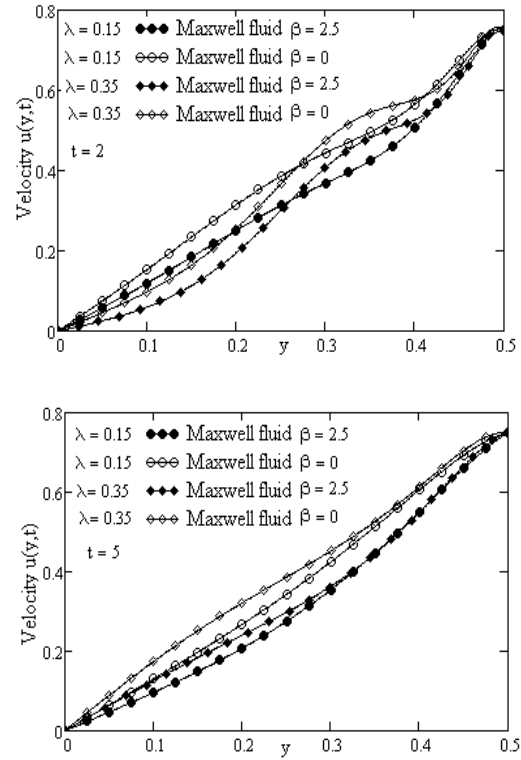 0.8
λ = 0.15 Maxwell fluid β = 2.5
λ = 0.15 Maxwell fluid β = 0
0.6
λ = 0.35 Maxwell fluid β = 2.5
λ = 0.35 Maxwell fluid β = 0
t = 2
0.4
0.2
0
Velocity u(y,t)
0 0.1 0.2 0.3 0.4 0.5
y
0.8
λ = 0.15 Maxwell fluid β = 2.5
λ = 0.15 Maxwell fluid β = 0
0.6
λ = 0.35 Maxwell fluid β = 2.5
λ = 0.35 Maxwell fluid β = 0
t = 5
0.4
0.2
0
Velocity u(y,t)
0 0.1 0.2 0.3 0.4 0.5
y